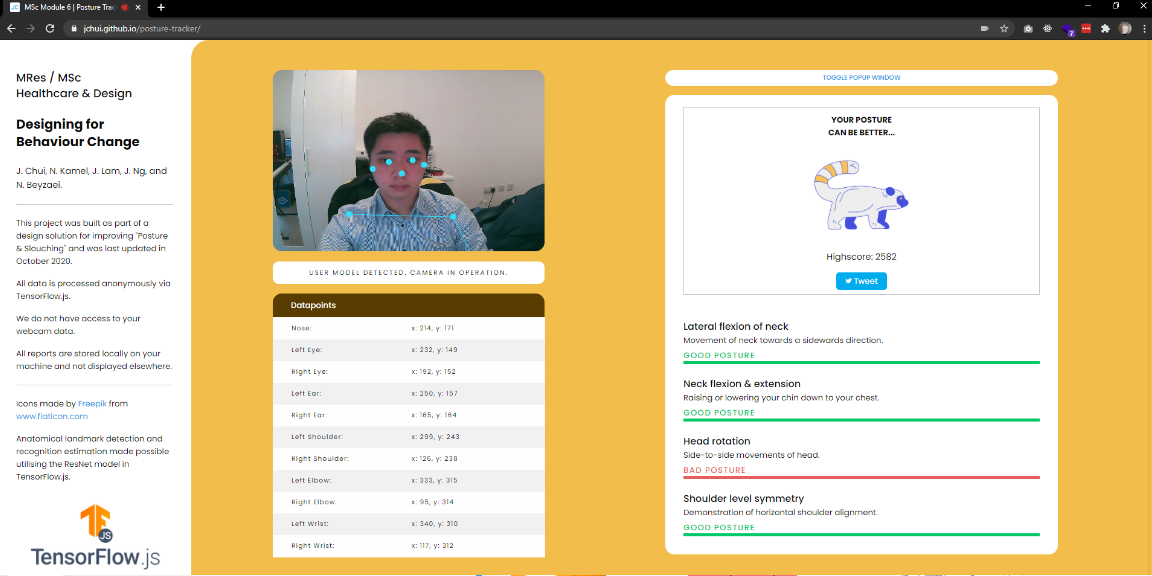 MSc Module 6 | Posture Trac
jchui.github.io/posture-tracker/
7
MRes / MSc
Healthcare & Design
Designing for
Behaviour Change
J. Chui, N. Kamel, J. Lam, J. Ng, and
N. Beyzaei.
This project was built as part of a
design solution for improving "Posture
& Slouching" and was last updated in
October 2020.
All data is processed anonymously via
TensorFlow.js.
We do not have access to your
webcam data.
All reports are stored locally on your
machine and not displayed elsewhere.
Icons made by Freepik from
www.flaticon.com
Anatomical landmark detection and
recognition estimation made possible
utilising the ResNet model in
TensorFlow.js.
JS
TensorFlow.js
USER MODEL DETECTED. CAMERA IN OPERATION.
Datapoints
Nose: x: 214, y: 171
Left Eye: x: 232, y: 149
Right Eye: x: 192, y: 152
Left Ear: x: 250, y: 157
Right Ear: x: 165, y: 164
Left Shoulder: x: 299, y: 243
Right Shoulder: x: 126, y: 238
Left Elbow: x: 333, y: 315
Right Elbow: x: 95, y: 314
Left Wrist: x: 340, y: 310
Right Wrist: x: 117, y: 312
TOGGLE POPUP WINDOW
YOUR POSTURE
CAN BE BETTER...
Highscore: 2582
Tweet
Lateral flexion of neck
Movement of neck towards a sidewards direction.
GOOD POSTURE
Neck flexion & extension
Raising or lowering your chin down to your chest.
GOOD POSTURE
Head rotation
Side-to-side movements of head.
BAD POSTURE
Shoulder level symmetry
Demonstration of horizontal shoulder alignment.
GOOD POSTURE